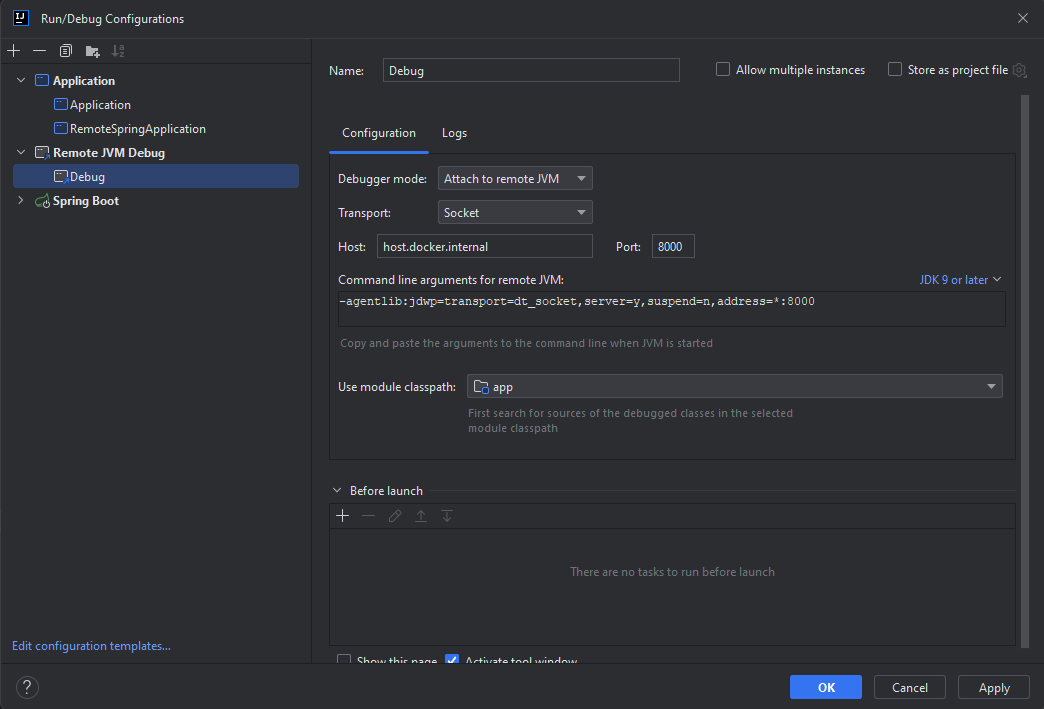 Run/Debug Configurations
Application
Application
RemoteSpringApplication
Remote JVM Debug
Debug
Spring Boot
Edit configuration templates...
Name: Debug
Allow multiple instances
Store as project file
Configuration Logs
Debugger mode: Attach to remote JVM
Transport: Socket
Host: host.docker.internal Port: 8000
Command line arguments for remote JVM: JDK 9 or later
-agentlib:jdwp=transport=dt_socket,server=y,suspend=n,address=*:8000
Copy and paste the arguments to the command line when JVM is started
Use module classpath: app
First search for sources of the debugged classes in the selected
module classpath
Before launch
There are no tasks to run before launch
Show this page Activate tool window
? OK Cancel Apply